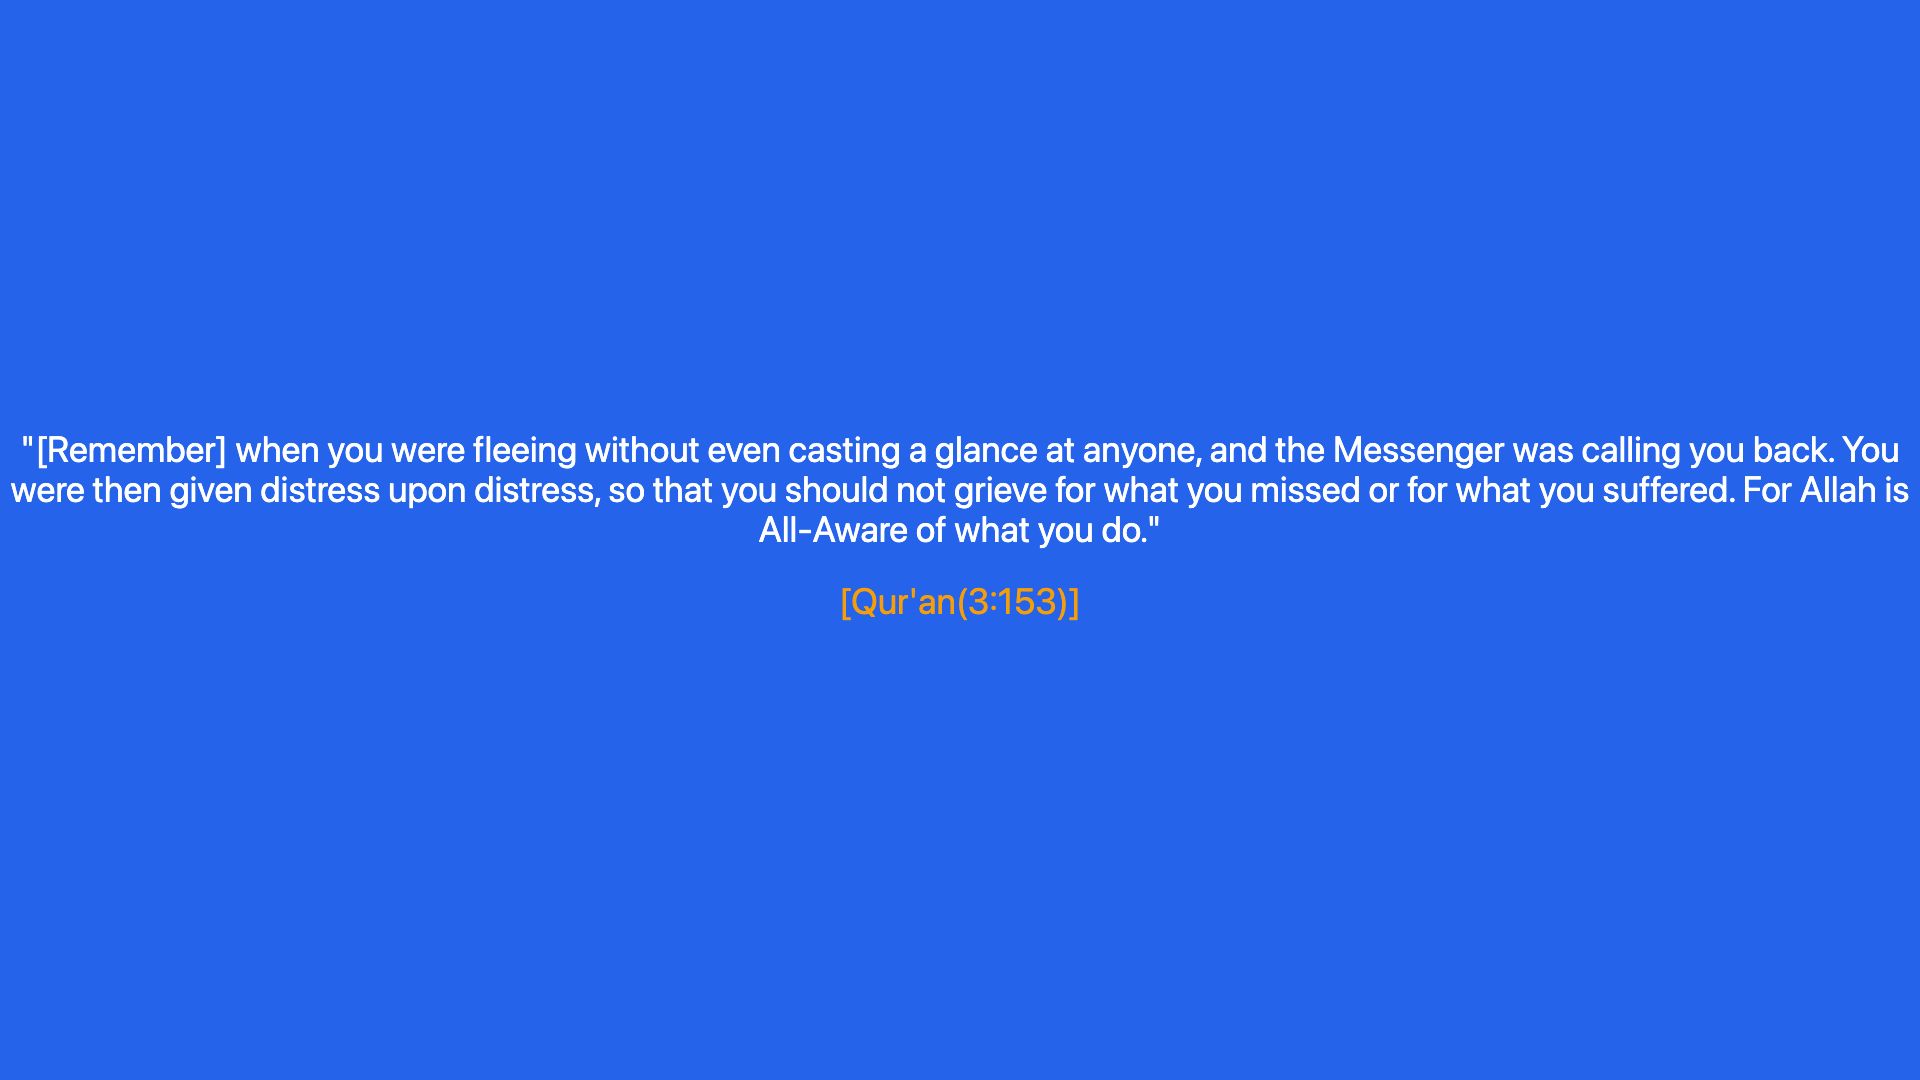 "[Remember] when you were fleeing without even casting a glance at anyone, and the Messenger was calling you back. You
were then given distress upon distress, so that you should not grieve for what you missed or for what you suffered. For Allah is
All-Aware of what you do."
[Qur'an(3:153)]